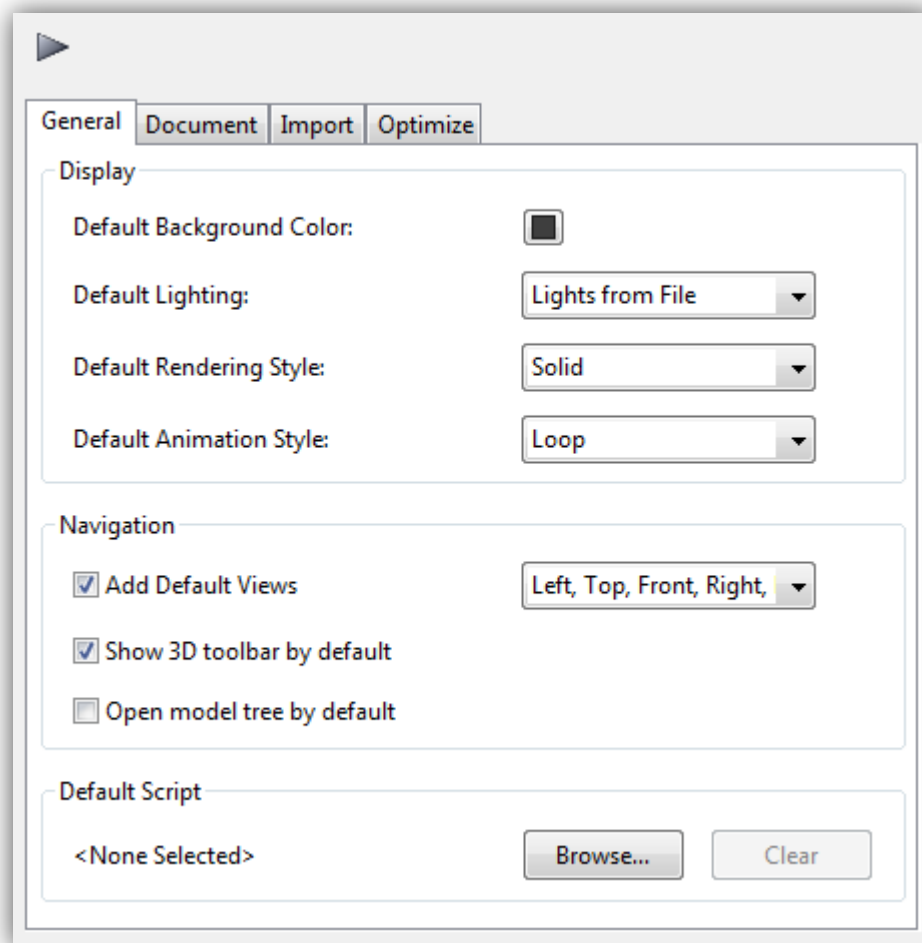 General Document Import Optimize
Display
Default Background Color:
Default Lighting: Lights from File
Default Rendering Style: Solid
Default Animation Style: Loop
Navigation
Add Default Views Left, Top, Front, Right,
Show 3D toolbar by default
Open model tree by default
Default Script
<None Selected> Browse... Clear